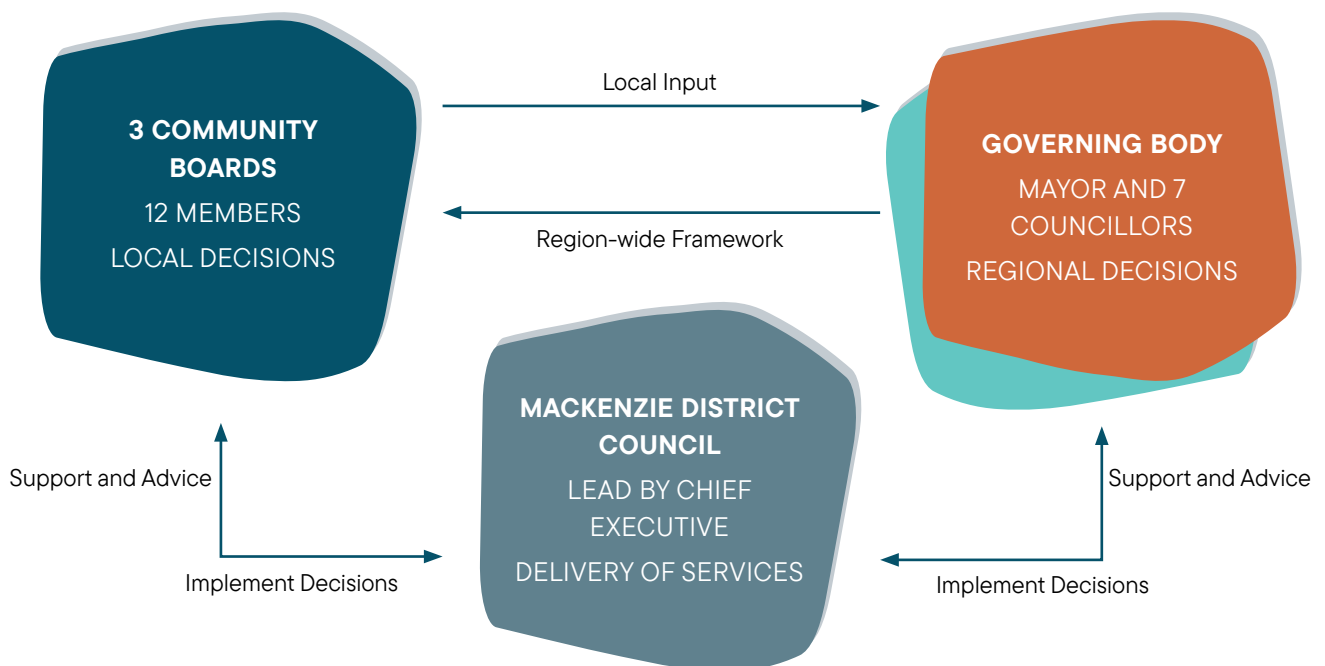 3 COMMUNITY
BOARDS
12 MEMBERS
LOCAL DECISIONS
Local Input
Region-wide Framework
GOVERNING BODY
MAYOR AND 7
COUNCILLORS
REGIONAL DECISIONS
MACKENZIE DISTRICT
COUNCIL
LEAD BY CHIEF
EXECUTIVE
DELIVERY OF SERVICES
Support and Advice
Implement Decisions
Support and Advice
Implement Decisions